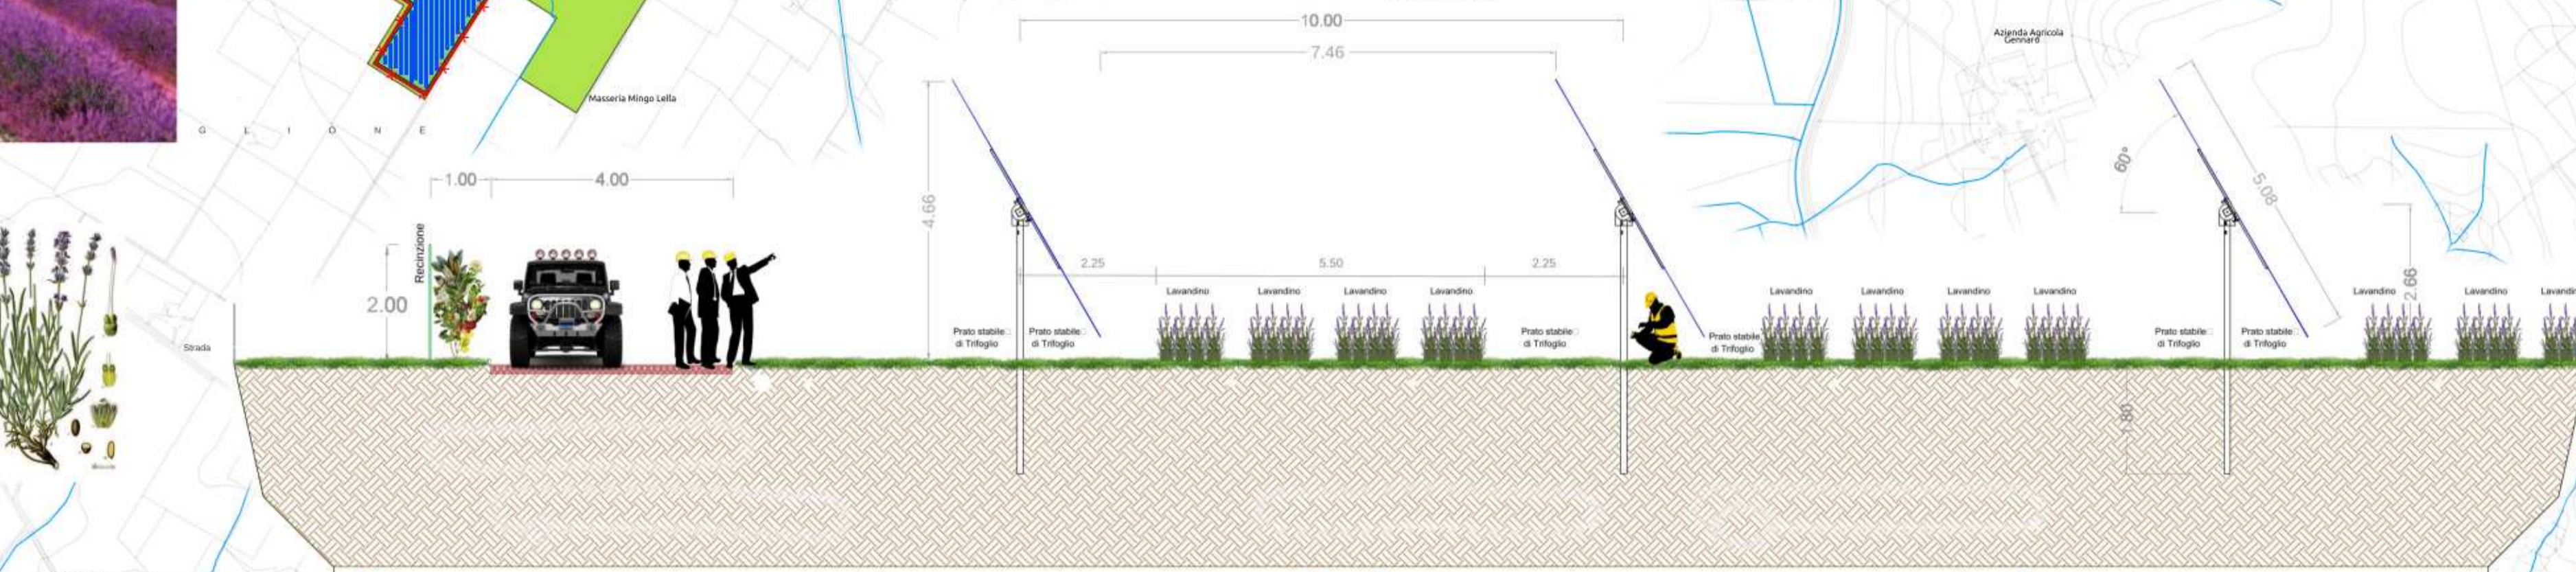 10.00
7.46
Azienda Agricola
Gennaro
Masseria Mingo Lella
G L I O N E
1.00
4.00
60°
5.08
4.66
Recinzione
2.00
2.25
5.50
2.25
2.66
Lavandino
Lavandino
Lavandino
Lavandino
Lavandino
Lavandino
Lavandino
Lavandino
Lavandino
Lavandino
Lavandin
Strada
Prato stabile
di Trifoglio
Prato stabile
di Trifoglio
Prato stabile
di Trifoglio
Prato stabile
di Trifoglio
Prato stabile
di Trifoglio
Prato stabile
di Trifoglio
1.80